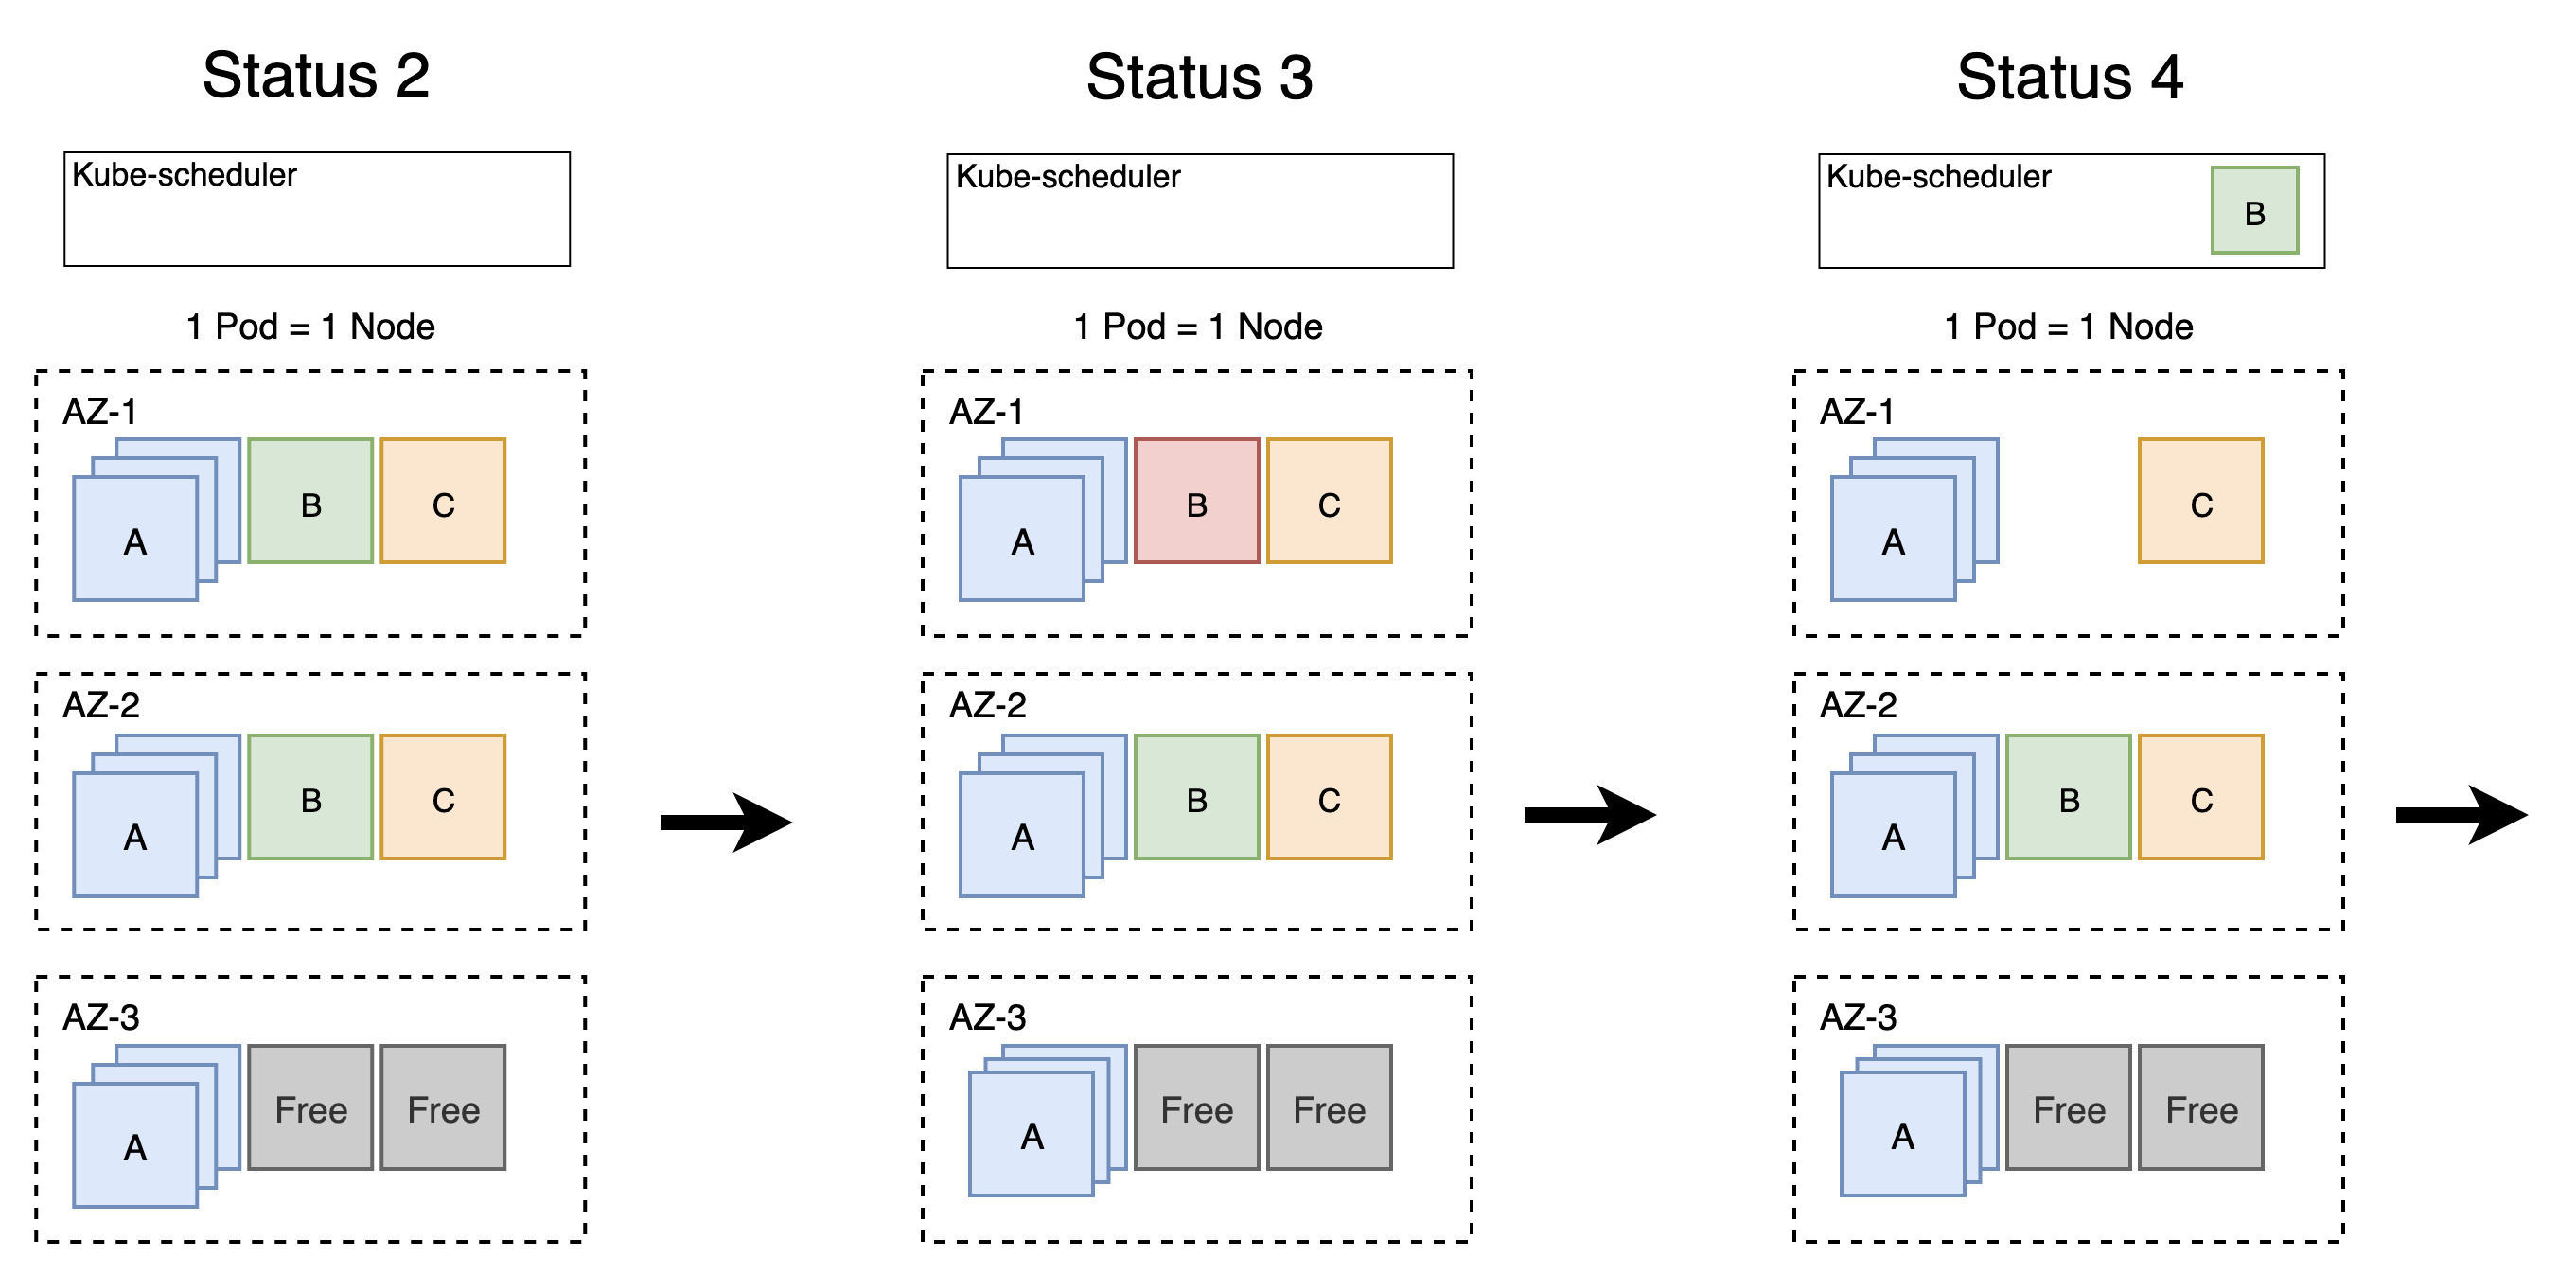 Status 2
Kube-scheduler
1 Pod = 1 Node
AZ-1
A
B
C
AZ-2
A
B
C
AZ-3
A
Free
Free
Status 3
Kube-scheduler
1 Pod = 1 Node
AZ-1
A
B
C
AZ-2
A
B
C
AZ-3
A
Free
Free
Status 4
Kube-scheduler
B
1 Pod = 1 Node
AZ-1
A
C
AZ-2
A
B
C
AZ-3
A
Free
Free